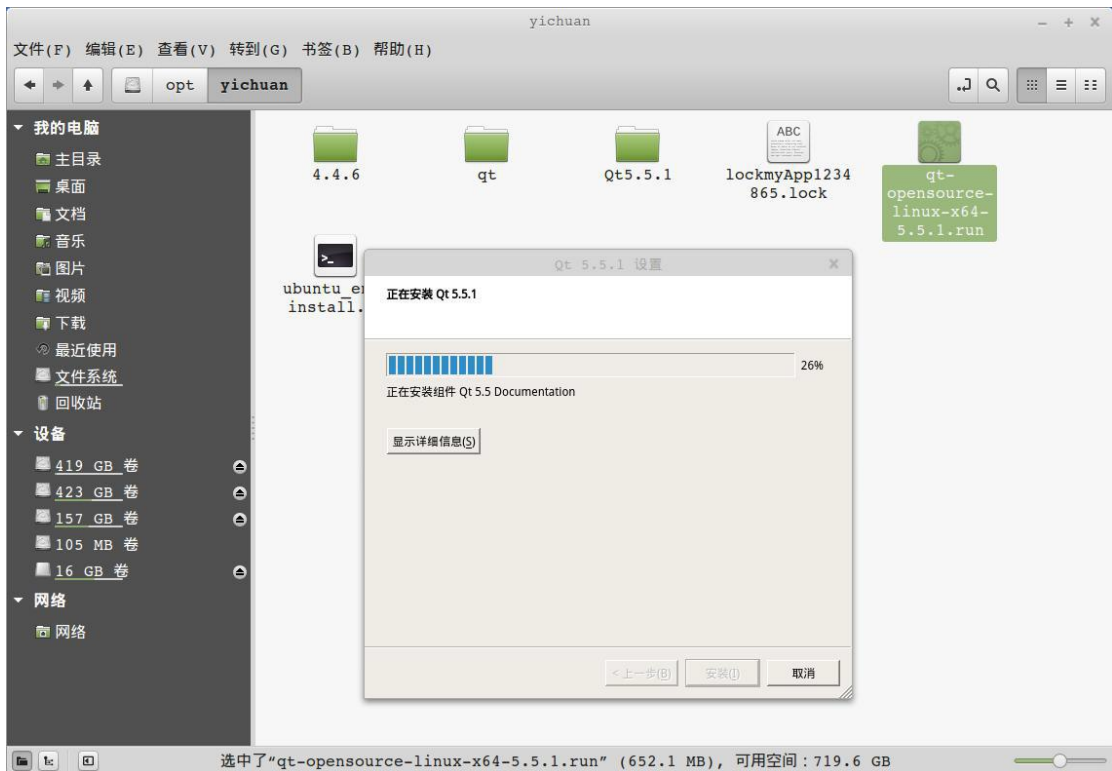 yichuan
文件(F) 编辑(E) 查看(V) 转到(G) 书签(B) 帮助(H)
opt yichuan
我的电脑
主目录
桌面
文档
音乐
图片
视频
下载
最近使用
文件系统
回收站
设备
419 GB 卷
423 GB 卷
157 GB 卷
105 MB 卷
16 GB 卷
网络
网络
4.4.6
qt
Qt5.5.1
ABC
lockmyApp1234
865.lock
qt-
opensource-
linux-x64-
5.5.1.run
install.
Qt 5.5.1 设置
正在安装 Qt 5.5.1
26%
正在安装组件 Qt 5.5 Documentation
显示详细信息(S)
< 上一步(B) 安装(I) 取消
选中了“qt-opensource-linux-x64-5.5.1.run” (652.1 MB), 可用空间：719.6 GB